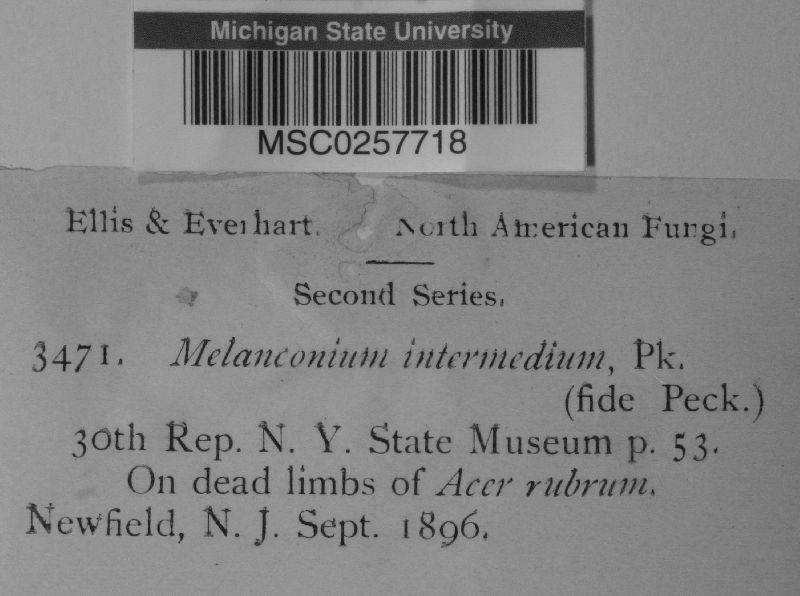 Michigan State University
MSC0257718
Ellis & Everhart. North American Fungi.
Second Series.
3471. Melanconium intermedium, Pk.
(fide Peck.)
30th Rep. N. Y. State Museum p. 53.
On dead limbs of Acer rubrum.
Newfield, N. J. Sept. 1896.